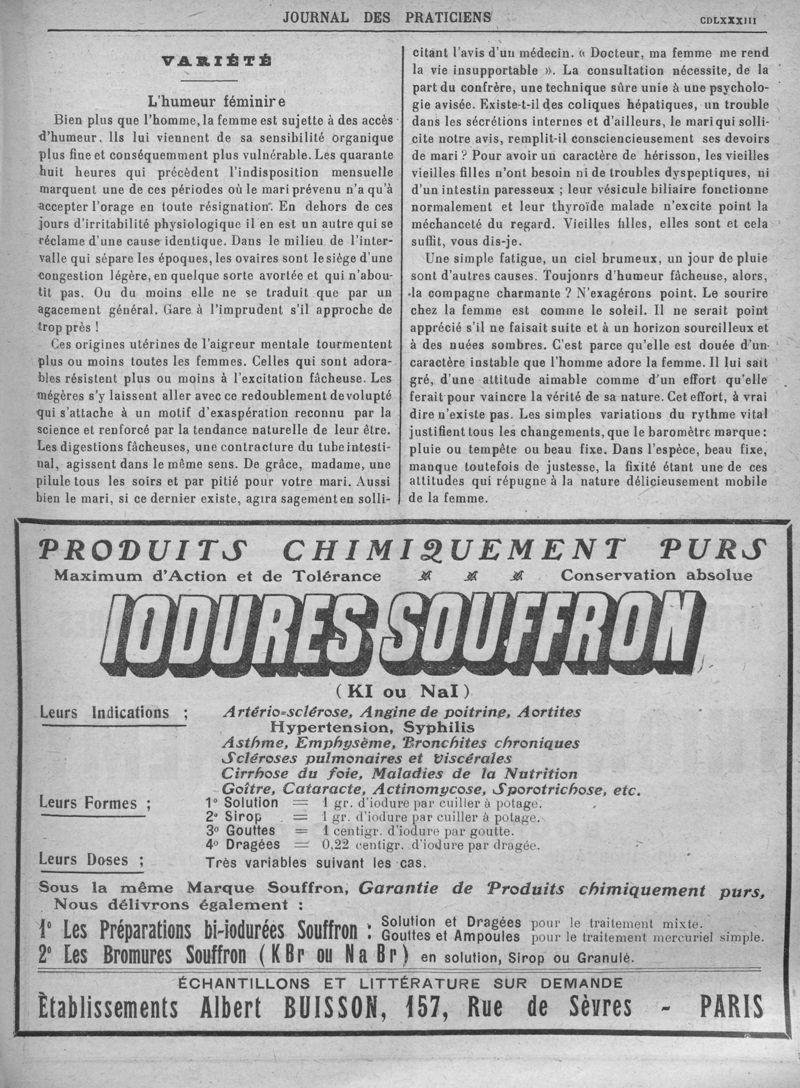 JOURNAL DES PRATICIENS
CDLXXXIII
VARIÉTÉ
L'humeur féminire
Bien plus que l'homme, la femme est sujette à des accès
d'humeur. Ils lui viennent de sa sensibilité organique
plus fine et conséquemment plus vulnérable. Les quarante
huit heures qui précèdent l'indisposition mensuelle
marquent une de ces périodes où le mari prévenu n'a qu'à
accepter l'orage en toute résignation. En dehors de ces
jours d'irritabilité physiologique il en est un autre qui se
réclame d'une cause identique. Dans le milieu de l'inter-
valle qui sépare les époques, les ovaires sont le siège d'une
congestion légère, en quelque sorte avortée et qui n'abou-
tit pas. Ou du moins elle ne se traduit que par un
agacement général. Gare à l'imprudent s'il approche de
trop près !
Ces origines utérines de l'aigreur mentale tourmentent
plus ou moins toutes les femmes. Celles qui sont adora-
bles résistent plus ou moins à l'excitation fâcheuse. Les
mégères s'y laissent aller avec ce redoublement de volupté
qui s'attache à un motif d'exaspération reconnu par la
science et renforcé par la tendance naturelle de leur être.
Les digestions fâcheuses, une contracture du tube intesti-
nal, agissent dans le même sens. De grâce, madame, une
pilule tous les soirs et par pitié pour votre mari. Aussi
bien le mari, si ce dernier existe, agira sagement en solli-
citant l'avis d'un médecin. « Docteur, ma femme me rend
la vie insupportable ». La consultation nécessite, de la
part du confrère, une technique sûre unie à une psycholo-
gie avisée. Existe-t-il des coliques hépatiques, un trouble
dans les sécrétions internes et d'ailleurs, le mari qui solli-
cite notre avis, remplit-il consciencieusement ses devoirs
de mari ? Pour avoir un caractère de hérisson, les vieilles
vieilles filles n'ont besoin ni de troubles dyspeptiques, ni
d'un intestin paresseux ; leur vésicule biliaire fonctionne
normalement et leur thyroïde malade n'excite point la
méchanceté du regard. Vieilles filles, elles sont et cela
suffit, vous dis-je.
Une simple fatigue, un ciel brumeux, un jour de pluie
sont d'autres causes. Toujours d'humeur fâcheuse, alors,
la compagne charmante ? N'exagérons point. Le sourire
chez la femme est comme le soleil. Il ne serait point
apprécié s'il ne faisait suite et à un horizon sourcilleux et
à des nuées sombres. C'est parce qu'elle est douée d'un
caractère instable que l'homme adore la femme. Il lui sait
gré, d'une attitude aimable comme d'un effort qu'elle
ferait pour vaincre la vérité de sa nature. Cet effort, à vrai
dire n'existe pas. Les simples variations du rythme vital
justifient tous les changements, que le baromètre marque :
pluie ou tempête ou beau fixe. Dans l'espèce, beau fixe,
manque toutefois de justesse, la fixité étant une de ces
attitudes qui répugne à la nature délicieusement mobile
de la femme.
PRODUITS CHIMIQUEMENT PURS
Maximum d'Action et de Tolérance Conservation absolue
IODURES SOUFFRON
(KI ou NaI)
Leurs Indications ; Artério-sclérose, Angine de poitrine, Aortites
Hypertension, Syphilis
Asthme, Emphysème, Bronchites chroniques
Scléroses pulmonaires et Viscérales
Cirrhose du foie, Maladies de la Nutrition
Goître, Cataracte, Actinomycose, Sporotrichose, etc.
Leurs Formes ; 1° Solution = 1 gr. d'iodure par cuiller à potage.
2° Sirop = 1 gr. d'iodure par cuiller à potage.
3° Gouttes = 1 centigr. d'iodure par goutte.
4° Dragées = 0,22 centigr. d'iodure par dragée.
Leurs Doses ; Très variables suivant les cas.
Sous la même Marque Souffron, Garantie de Produits chimiquement purs,
Nous délivrons également :
1° Les Préparations bi-iodurées Souffron : Solution et Dragées pour le traitement mixte.
Gouttes et Ampoules pour le traitement mercuriel simple.
2° Les Bromures Souffron (KBr ou NaBr) en solution, Sirop ou Granulé.
ÉCHANTILLONS ET LITTÉRATURE SUR DEMANDE
Établissements Albert BUISSON, 157, Rue de Sèvres - PARIS